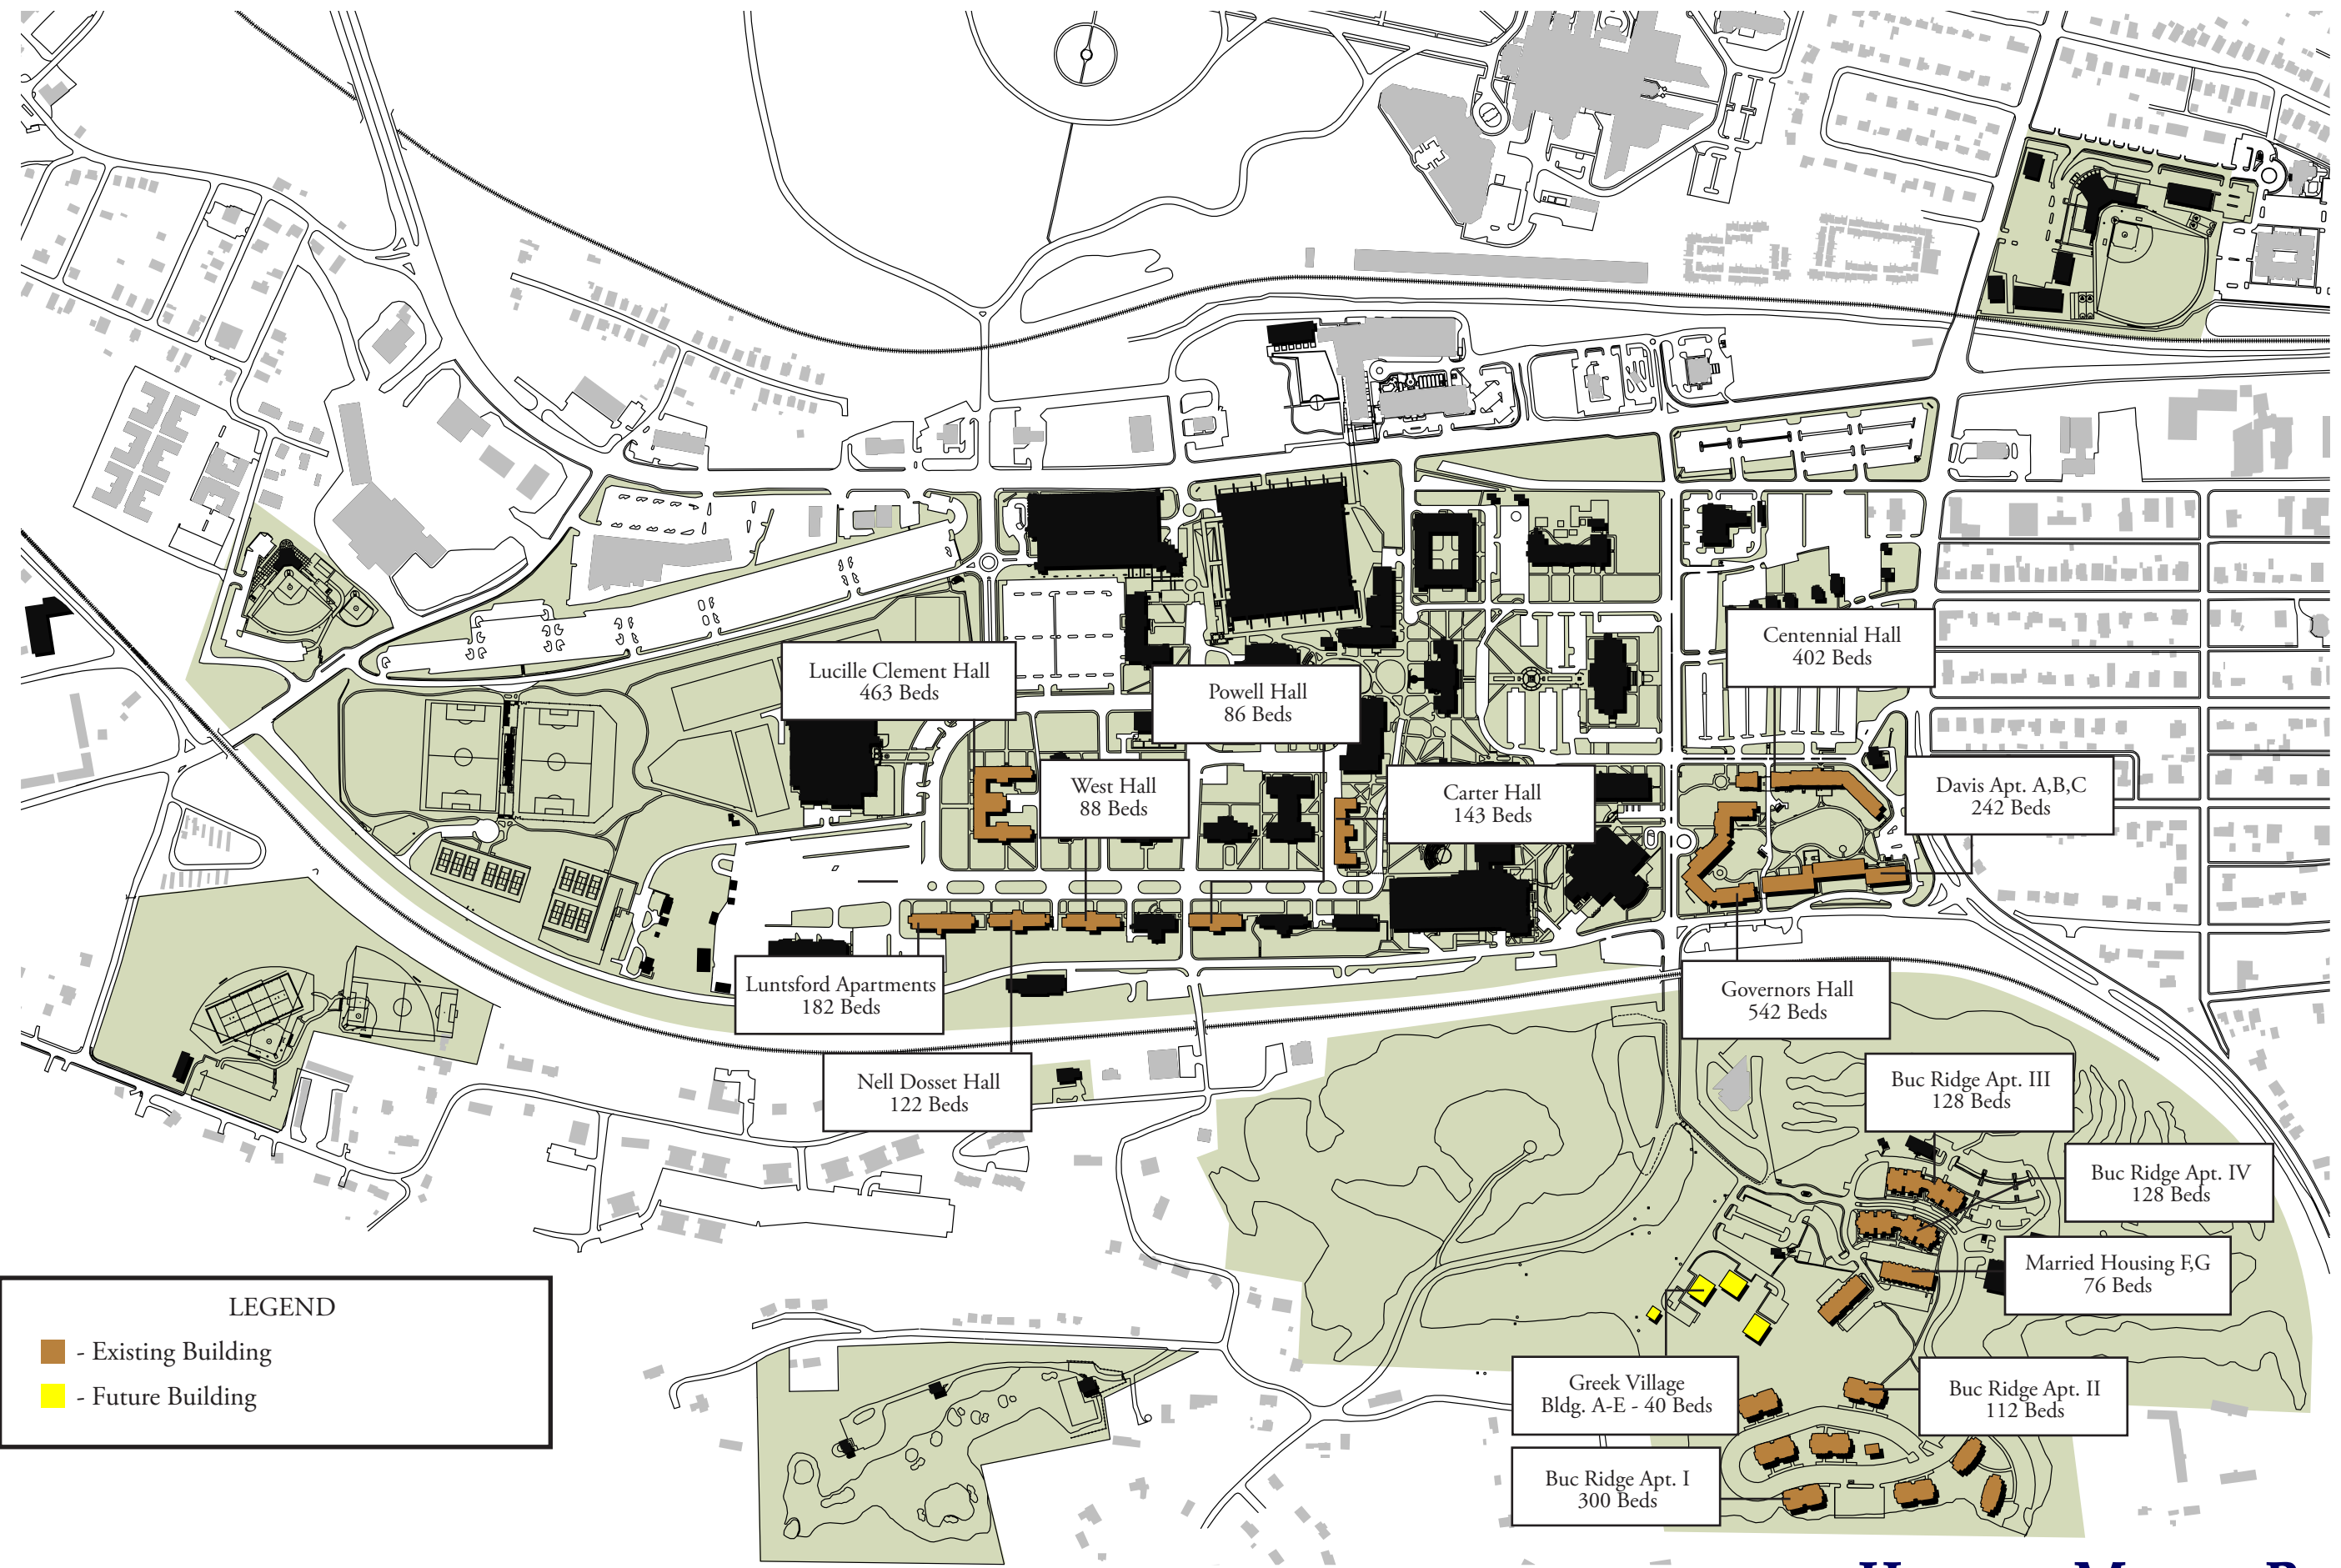 Centennial Hall
402 Beds
Lucille Clement Hall
463 Beds
Powell Hall
86 Beds
West Hall
88 Beds
Carter Hall
143 Beds
Davis Apt. A,B,C
242 Beds
Luntsford Apartments
182 Beds
Governors Hall
542 Beds
Nell Dosset Hall
122 Beds
Buc Ridge Apt. III
128 Beds
Buc Ridge Apt. IV
128 Beds
Married Housing F,G
76 Beds
LEGEND
- Existing Building
- Future Building
Greek Village
Bldg. A-E - 40 Beds
Buc Ridge Apt. II
112 Beds
Buc Ridge Apt. I
300 Beds